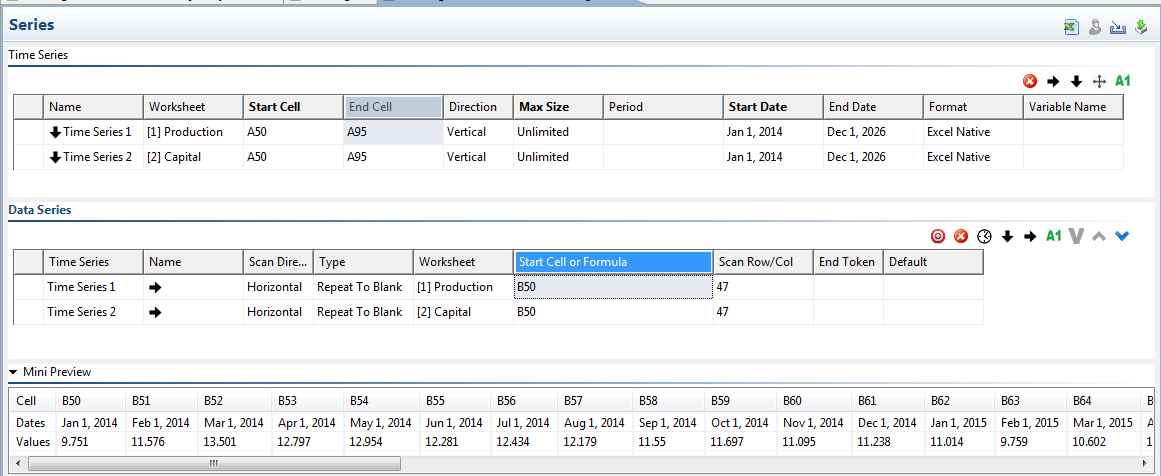 Series
Time Series
A1
Name Worksheet Start Cell End Cell Direction Max Size Period Start Date End Date Format Variable Name
Time Series 1 [1] Production A50 A95 Vertical Unlimited Jan 1, 2014 Dec 1, 2026 Excel Native
Time Series 2 [2] Capital A50 A95 Vertical Unlimited Jan 1, 2014 Dec 1, 2026 Excel Native
Data Series
A1
Time Series Name Scan Dire... Type Worksheet Start Cell or Formula Scan Row/Col End Token Default
Time Series 1 Horizontal Repeat To Blank [1] Production B50 47
Time Series 2 Horizontal Repeat To Blank [2] Capital B50 47
Mini Preview
Cell B50 B51 B52 B53 B54 B55 B56 B57 B58 B59 B60 B61 B62 B63 B64
Dates Jan 1, 2014 Feb 1, 2014 Mar 1, 2014 Apr 1, 2014 May 1, 2014 Jun 1, 2014 Jul 1, 2014 Aug 1, 2014 Sep 1, 2014 Oct 1, 2014 Nov 1, 2014 Dec 1, 2014 Jan 1, 2015 Feb 1, 2015 Mar 1, 2015
Values 9.751 11.576 13.501 12.797 12.954 12.281 12.434 12.179 11.55 11.697 11.095 11.238 11.014 9.759 10.602